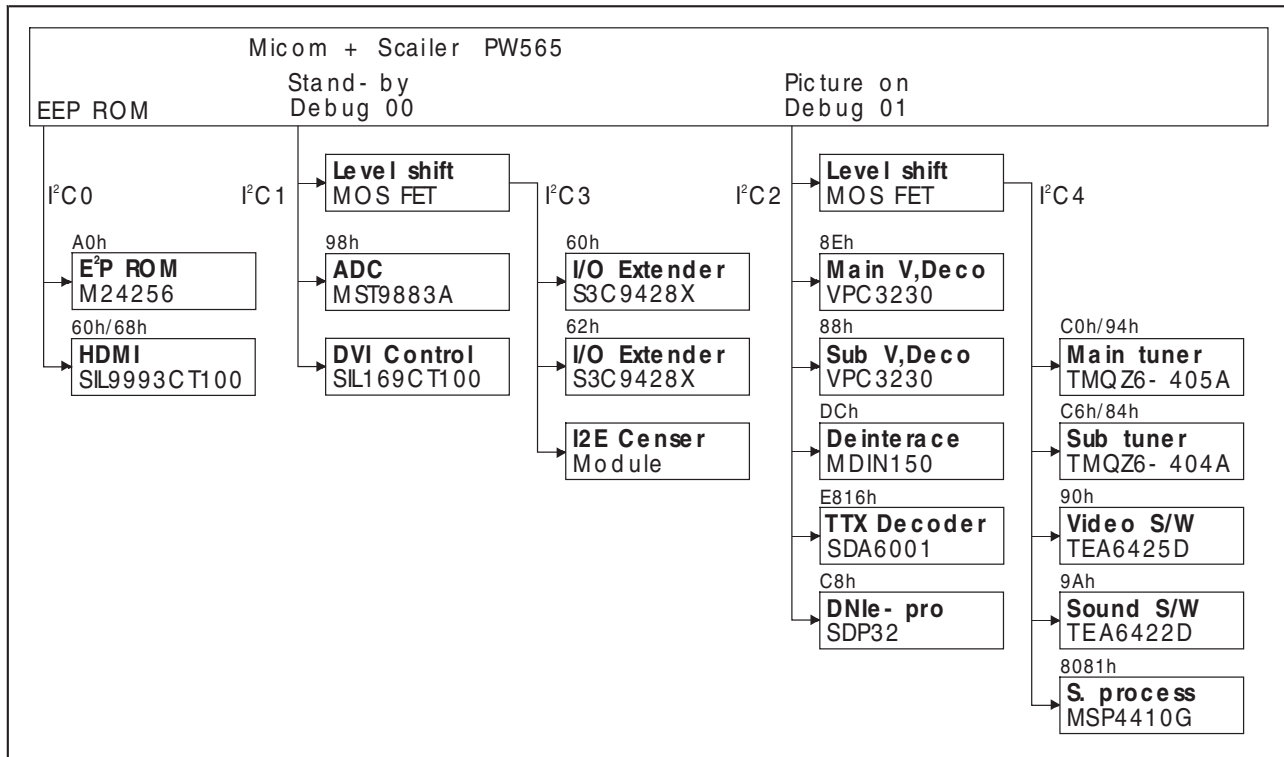 Micom + Scailer PW565
Stand-by
Debug 00
Picture on
Debug 01
EEP ROM
I²C0
I²C1
I²C3
I²C2
I²C4
A0h
E²P ROM
M24256
60h/68h
HDMI
SIL9993CT100
Level shift
MOS FET
98h
ADC
MST9883A
DVI Control
SIL169CT100
60h
I/O Extender
S3C9428X
62h
I/O Extender
S3C9428X
I2E Censer
Module
Level shift
MOS FET
8Eh
Main V,Deco
VPC3230
88h
Sub V,Deco
VPC3230
DCh
Deinterace
MDIN150
E816h
TTX Decoder
SDA6001
C8h
DNIe-pro
SDP32
C0h/94h
Main tuner
TMQZ6-405A
C6h/84h
Sub tuner
TMQZ6-404A
90h
Video S/W
TEA6425D
9Ah
Sound S/W
TEA6422D
8081h
S. process
MSP4410G